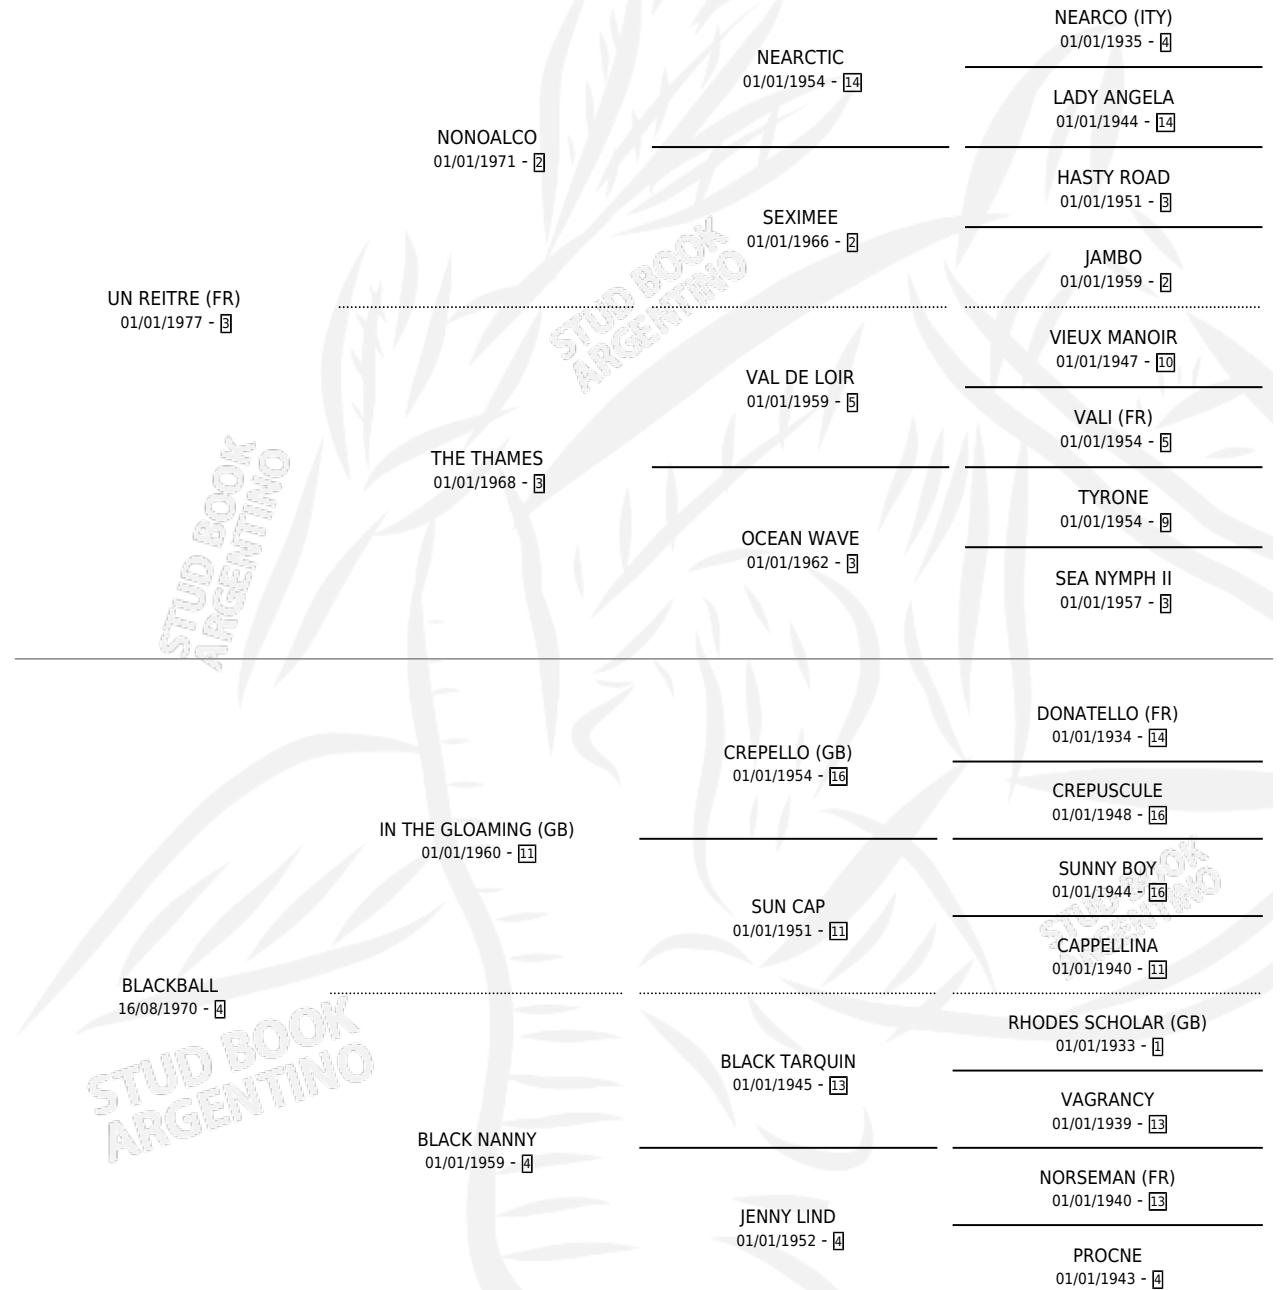 NEARCO (ITY)
01/01/1935 - 4
NEARCTIC
01/01/1954 - 14
LADY ANGELA
01/01/1944 - 14
NONOALCO
01/01/1971 - 2
HASTY ROAD
01/01/1951 - 3
SEXIMEE
01/01/1966 - 2
JAMBO
01/01/1959 - 2
UN REITRE (FR)
01/01/1977 - 3
STUD BOOK
ARGENTINO
VIEUX MANOIR
01/01/1947 - 10
VAL DE LOIR
01/01/1959 - 5
VALI (FR)
01/01/1954 - 5
THE THAMES
01/01/1968 - 3
TYRONE
01/01/1954 - 9
OCEAN WAVE
01/01/1962 - 3
SEA NYMPH II
01/01/1957 - 3
STUD BOOK
ARGENTINO
DONATELLO (FR)
01/01/1934 - 14
CREPELLO (GB)
01/01/1954 - 16
CREPUSCULE
01/01/1948 - 16
IN THE GLOAMING (GB)
01/01/1960 - 11
SUNNY BOY
01/01/1944 - 16
SUN CAP
01/01/1951 - 11
STUD BOOK
ARGENTINO
CAPPELLINA
01/01/1940 - 11
BLACKBALL
16/08/1970 - 4
RHODES SCHOLAR (GB)
01/01/1933 - 1
BLACK TARQUIN
01/01/1945 - 13
VAGRANCY
01/01/1939 - 13
STUD BOOK
ARGENTINO
BLACK NANNY
01/01/1959 - 4
NORSEMAN (FR)
01/01/1940 - 13
JENNY LIND
01/01/1952 - 4
PROCNE
01/01/1943 - 4